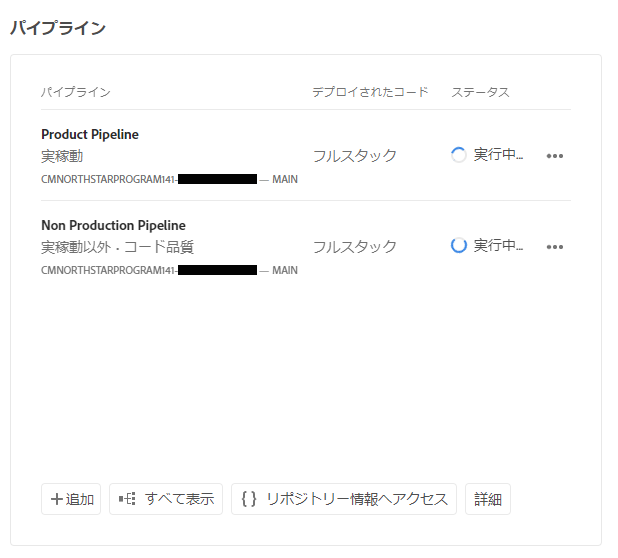 パイプライン
パイプライン デプロイされたコード ステータス
Product Pipeline
実稼動 フルスタック 実行中...
CMNORTHSTARPROGRAM141- — MAIN
Non Production Pipeline
実稼動以外・コード品質 フルスタック 実行中...
CMNORTHSTARPROGRAM141- — MAIN
+追加 すべて表示 {} リポジトリー情報へアクセス 詳細